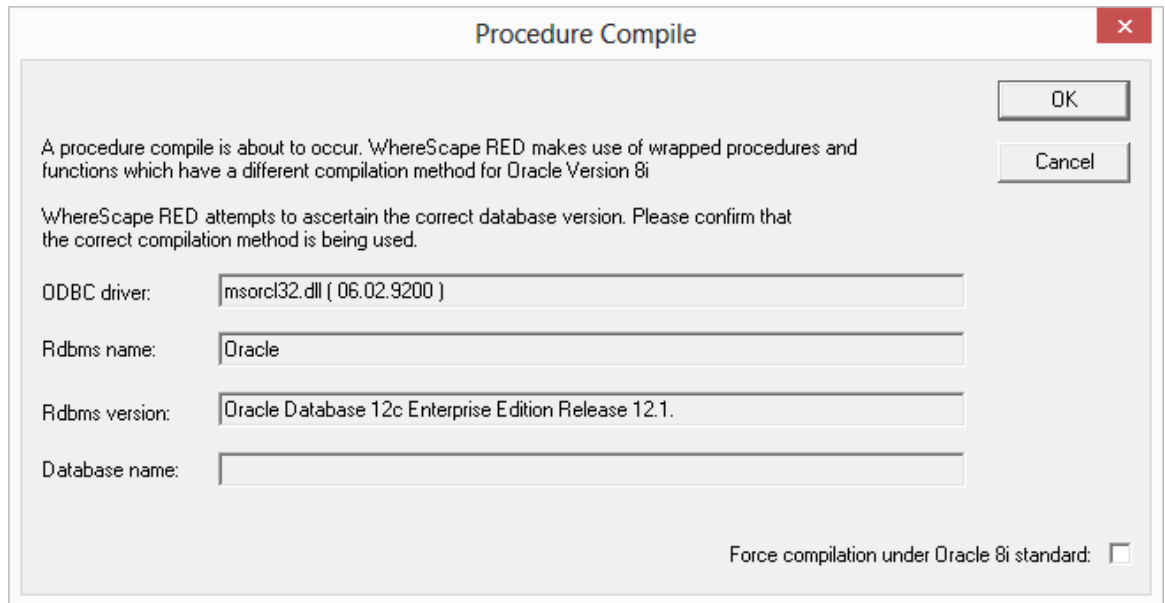 Procedure Compile
OK
A procedure compile is about to occur. WhereScape RED makes use of wrapped procedures and
functions which have a different compilation method for Oracle Version 8i
Cancel
WhereScape RED attempts to ascertain the correct database version. Please confirm that
the correct compilation method is being used.
ODBC driver: msorcl32.dll ( 06.02.9200 )
Rdbms name: Oracle
Rdbms version: Oracle Database 12c Enterprise Edition Release 12.1.
Database name:
Force compilation under Oracle 8i standard: